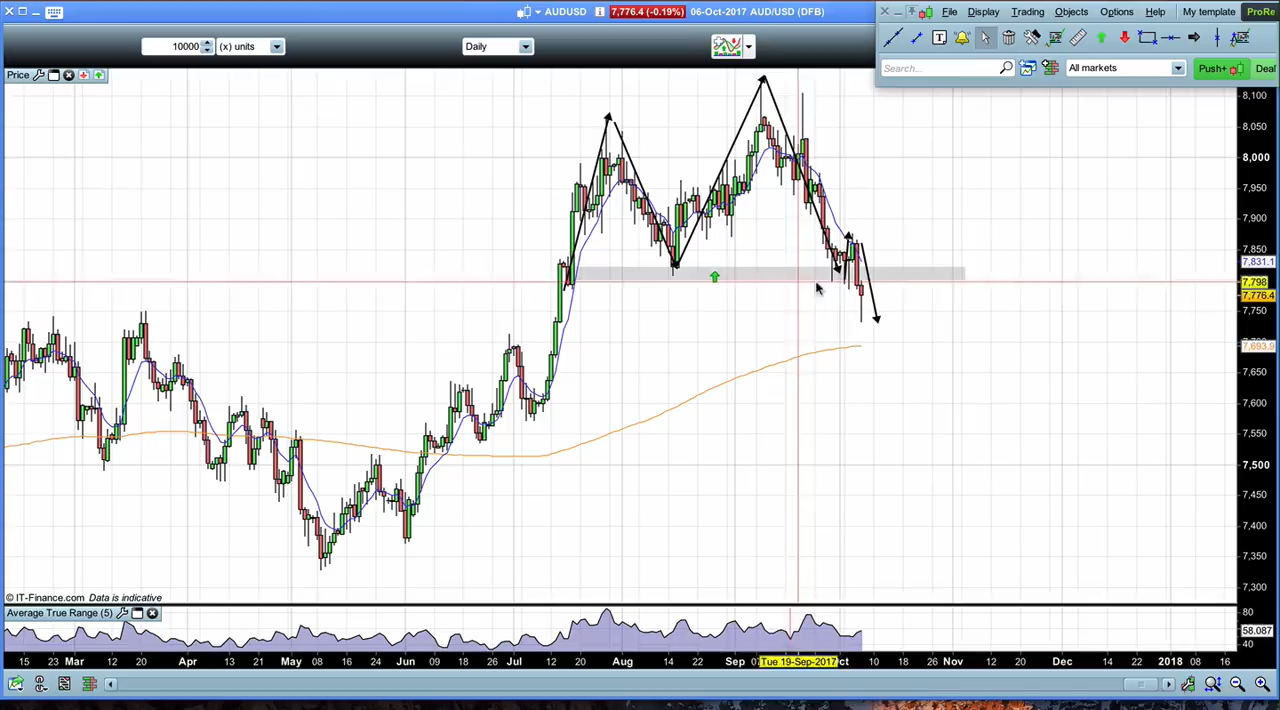 AUDUSD 7,776.4 (-0.19%) 06-Oct-2017 AUD/USD (DFB)
File Display Trading Objects Options Help My template ProRe
10000 (x) units Daily
Search... All markets Push+ Deal
Price
8,100
8,050
8,000
7,950
7,900
7,850
7,831.1
7,798
7,776.4
7,750
7,693.9
7,650
7,600
7,550
7,500
7,450
7,400
7,350
7,300
© IT-Finance.com Data is indicative
Average True Range (5)
80
58.087
40
15 23 Mar 12 20 Apr 13 21 May 08 16 24 Jun 09 18 26 Jul 12 20 Aug 14 22 Sep Tue 19-Sep-2017 10 18 26 Nov 12 20 Dec 14 22 2018 08 16